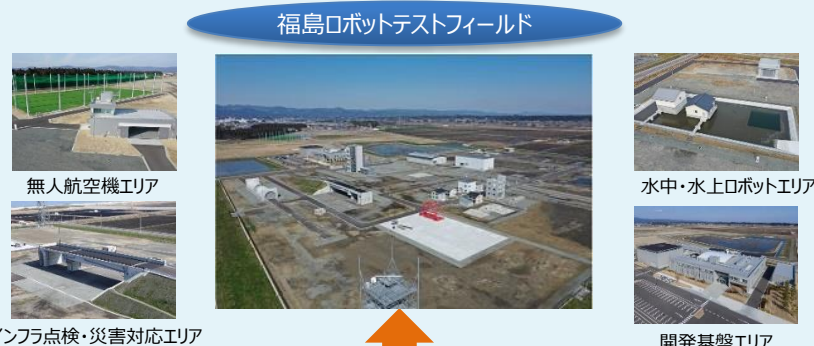 福島ロボットテストフィールド
無人航空機エリア
水中・水上ロボットエリア
インフラ点検・災害対応エリア
開発基盤エリア